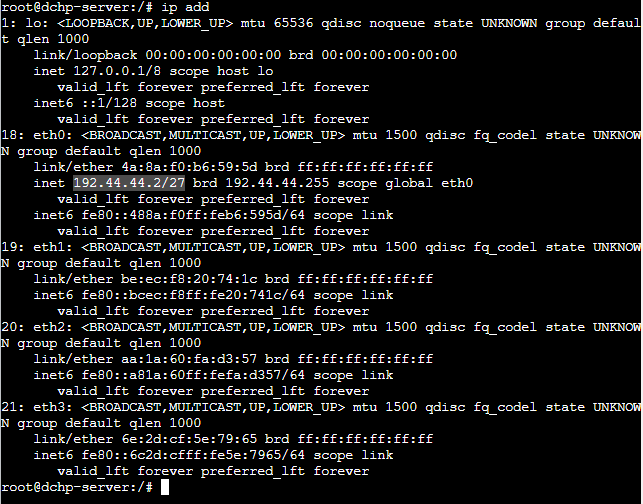 root@dchp-server:/# ip add
1: lo: <LOOPBACK,UP,LOWER_UP> mtu 65536 qdisc noqueue state UNKNOWN group defaul
t qlen 1000
    link/loopback 00:00:00:00:00:00 brd 00:00:00:00:00:00
    inet 127.0.0.1/8 scope host lo
       valid_lft forever preferred_lft forever
    inet6 ::1/128 scope host
       valid_lft forever preferred_lft forever
18: eth0: <BROADCAST,MULTICAST,UP,LOWER_UP> mtu 1500 qdisc fq_codel state UNKNOW
N group default qlen 1000
    link/ether 4a:8a:f0:b6:59:5d brd ff:ff:ff:ff:ff:ff
    inet 192.44.44.2/27 brd 192.44.44.255 scope global eth0
       valid_lft forever preferred_lft forever
    inet6 fe80::488a:f0ff:feb6:595d/64 scope link
       valid_lft forever preferred_lft forever
19: eth1: <BROADCAST,MULTICAST,UP,LOWER_UP> mtu 1500 qdisc fq_codel state UNKNOW
N group default qlen 1000
    link/ether be:ec:f8:20:74:1c brd ff:ff:ff:ff:ff:ff
    inet6 fe80::bcec:f8ff:fe20:741c/64 scope link
       valid_lft forever preferred_lft forever
20: eth2: <BROADCAST,MULTICAST,UP,LOWER_UP> mtu 1500 qdisc fq_codel state UNKNOW
N group default qlen 1000
    link/ether aa:1a:60:fa:d3:57 brd ff:ff:ff:ff:ff:ff
    inet6 fe80::a81a:60ff:fefa:d357/64 scope link
       valid_lft forever preferred_lft forever
21: eth3: <BROADCAST,MULTICAST,UP,LOWER_UP> mtu 1500 qdisc fq_codel state UNKNOW
N group default qlen 1000
    link/ether 6e:2d:cf:5e:79:65 brd ff:ff:ff:ff:ff:ff
    inet6 fe80::6c2d:cfff:fe5e:7965/64 scope link
       valid_lft forever preferred_lft forever
root@dchp-server:/#